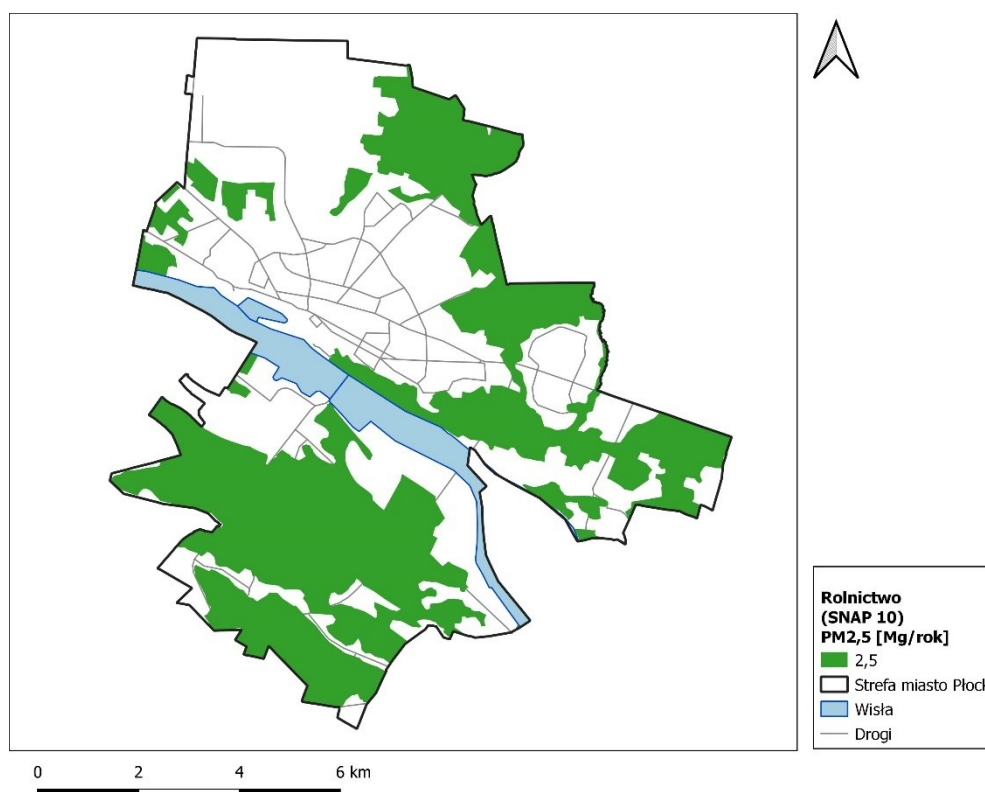 Rolnictwo
(SNAP 10)
PM2,5 [Mg/rok]
2,5
Strefa miasto Płock
Wisła
Drogi
0 2 4 6 km